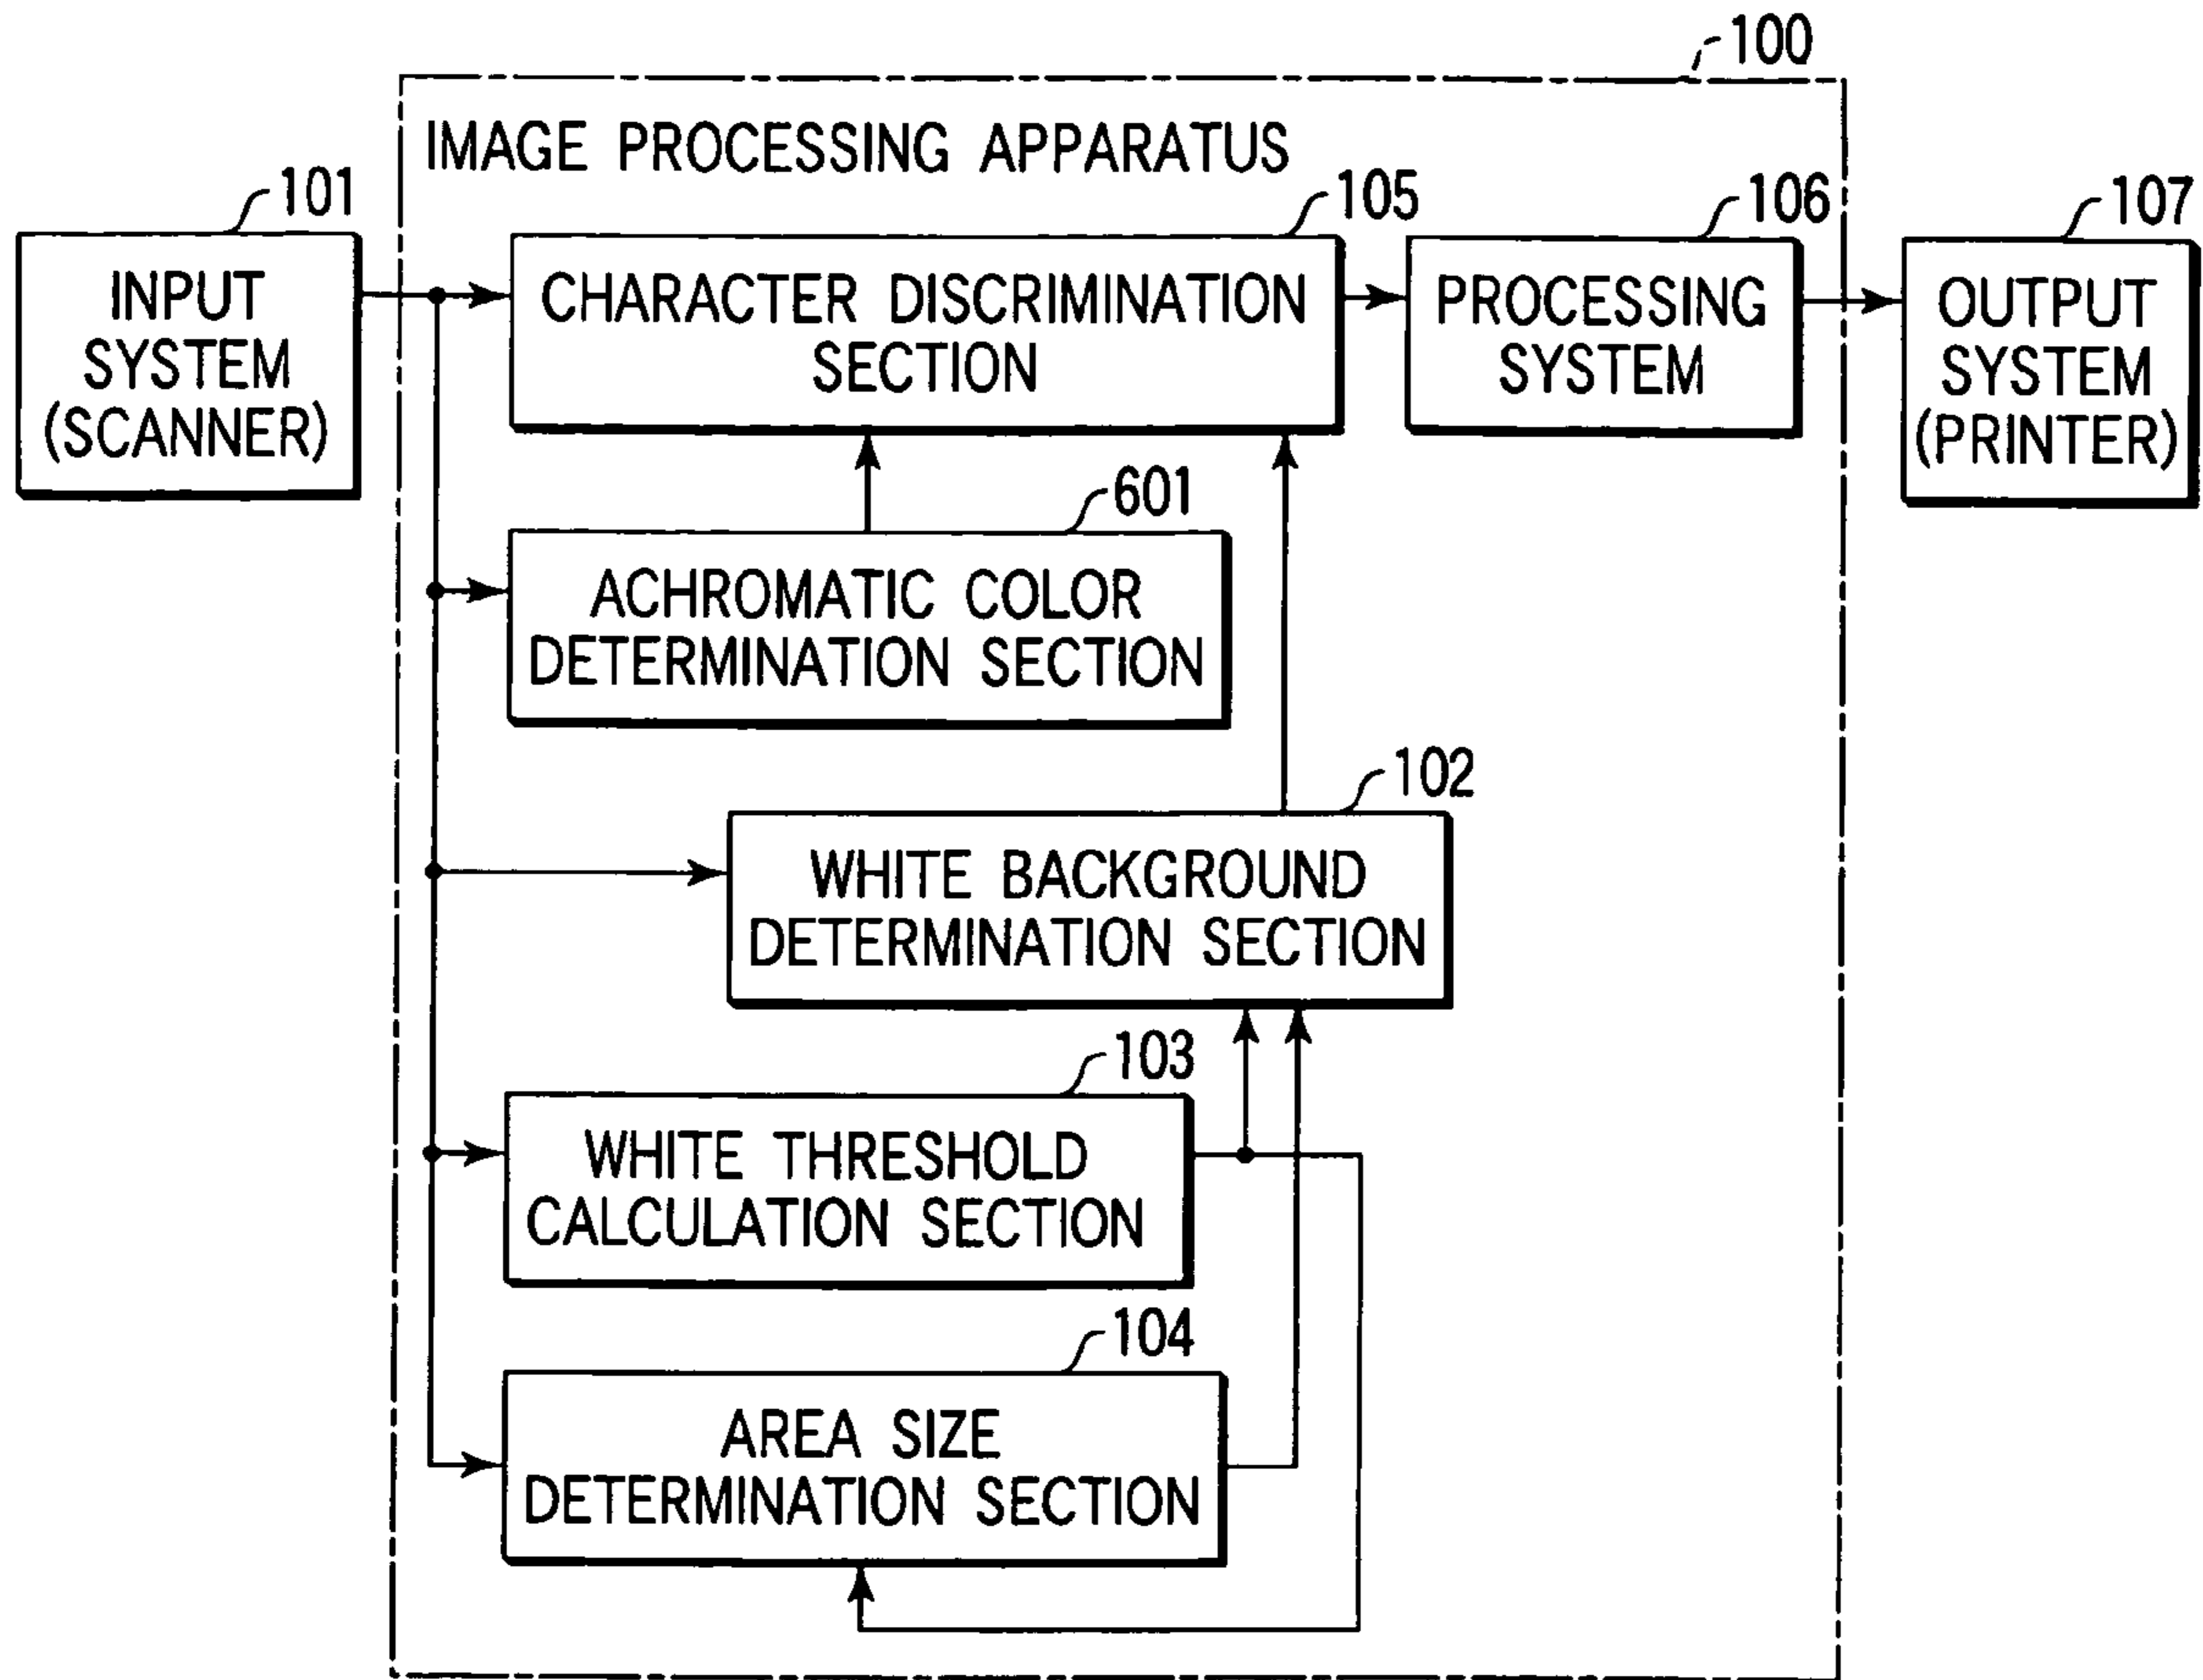 100
IMAGE PROCESSING APPARATUS
101
INPUT
SYSTEM
(SCANNER)
105
CHARACTER DISCRIMINATION
SECTION
106
PROCESSING
SYSTEM
107
OUTPUT
SYSTEM
(PRINTER)
601
ACHROMATIC COLOR
DETERMINATION SECTION
102
WHITE BACKGROUND
DETERMINATION SECTION
103
WHITE THRESHOLD
CALCULATION SECTION
104
AREA SIZE
DETERMINATION SECTION